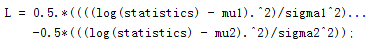 L = 0.5.*((((log(statistics) - mu1).^2)/sigma1^2)...
-0.5*(((log(statistics) - mu2).^2)/sigma2^2));